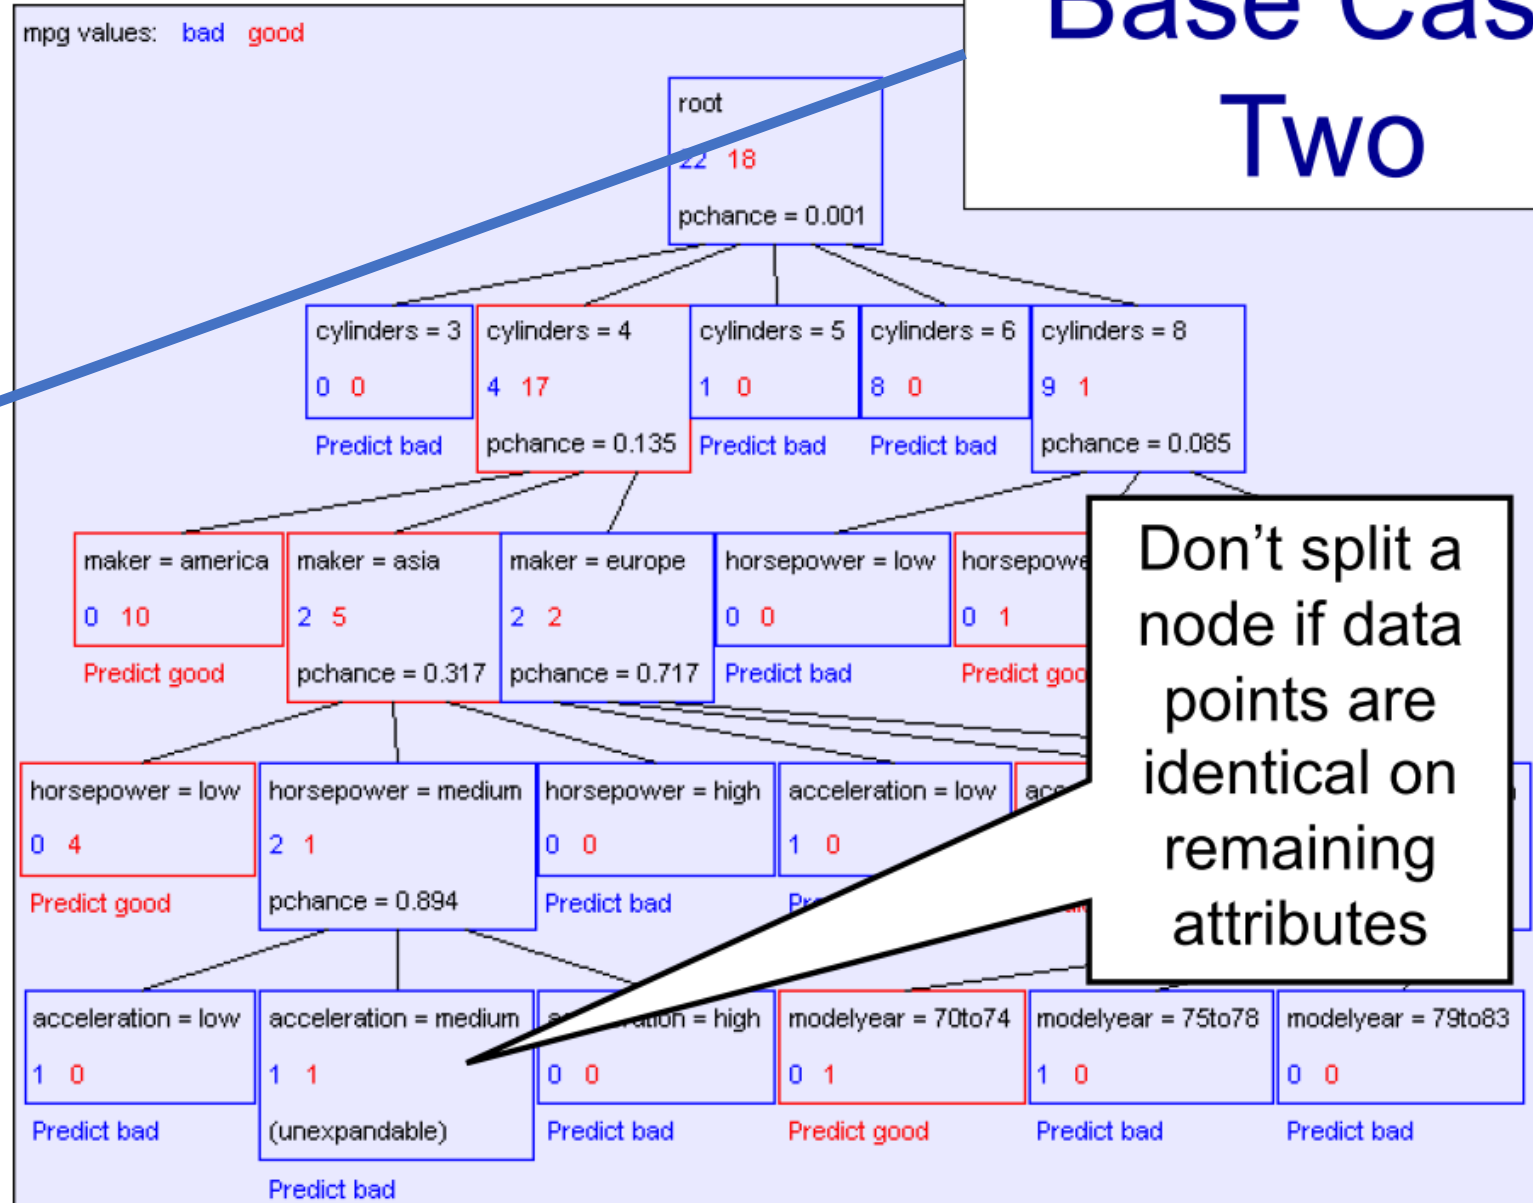 mpg values: bad good
Base Cas
Two
root
22 18
pchance = 0.001
cylinders = 3
0 0
Predict bad
cylinders = 4
4 17
pchance = 0.135
cylinders = 5
1 0
Predict bad
cylinders = 6
8 0
Predict bad
cylinders = 8
9 1
pchance = 0.085
maker = america
0 10
Predict good
maker = asia
2 5
pchance = 0.317
maker = europe
2 2
pchance = 0.717
horsepower = low
0 0
Predict bad
horsepowe
0 1
Predict goo
Don’t split a
node if data
points are
identical on
remaining
attributes
horsepower = low
0 4
Predict good
horsepower = medium
2 1
pchance = 0.894
horsepower = high
0 0
Predict bad
acceleration = low
1 0
acceleration = low
1 0
Predict bad
acceleration = medium
1 1
(unexpandable)
Predict bad
= high
0 0
Predict bad
modelyear = 70to74
0 1
Predict good
modelyear = 75to78
1 0
Predict bad
modelyear = 79to83
0 0
Predict bad